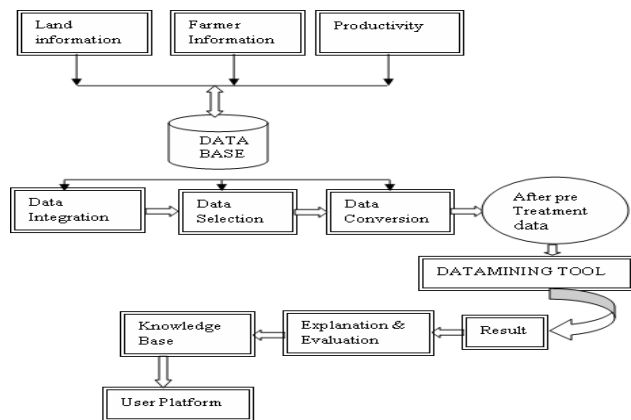 Land
information
Farmer
Information
Productivity
DATA
BASE
Data
Integration
Data
Selection
Data
Conversion
After pre
Treatment
data
DATAMINING TOOL
Knowledge
Base
Explanation &
Evaluation
Result
User Platform